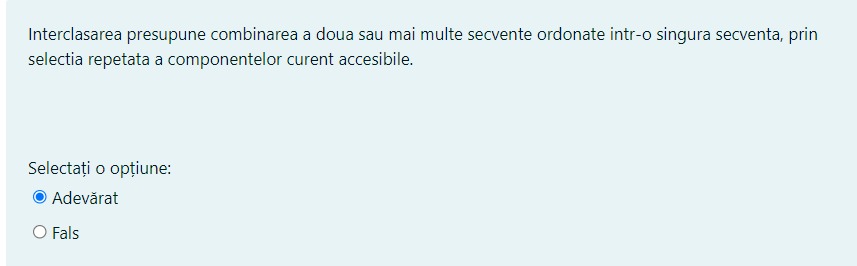 Interclasarea presupune combinarea a doua sau mai multe secvente ordonate intr-o singura secventa, prin
selectia repetata a componentelor curent accesibile.
Selectați o opțiune:
Adevărat
Fals